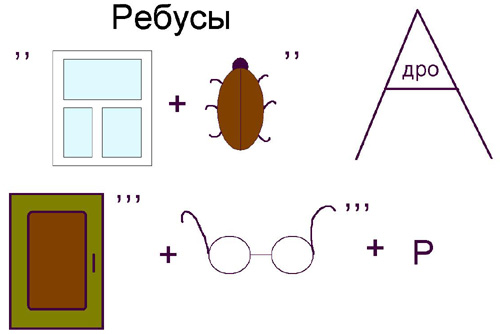 Ребусы
,, + ,,
дро
,,, + ,,, + Р